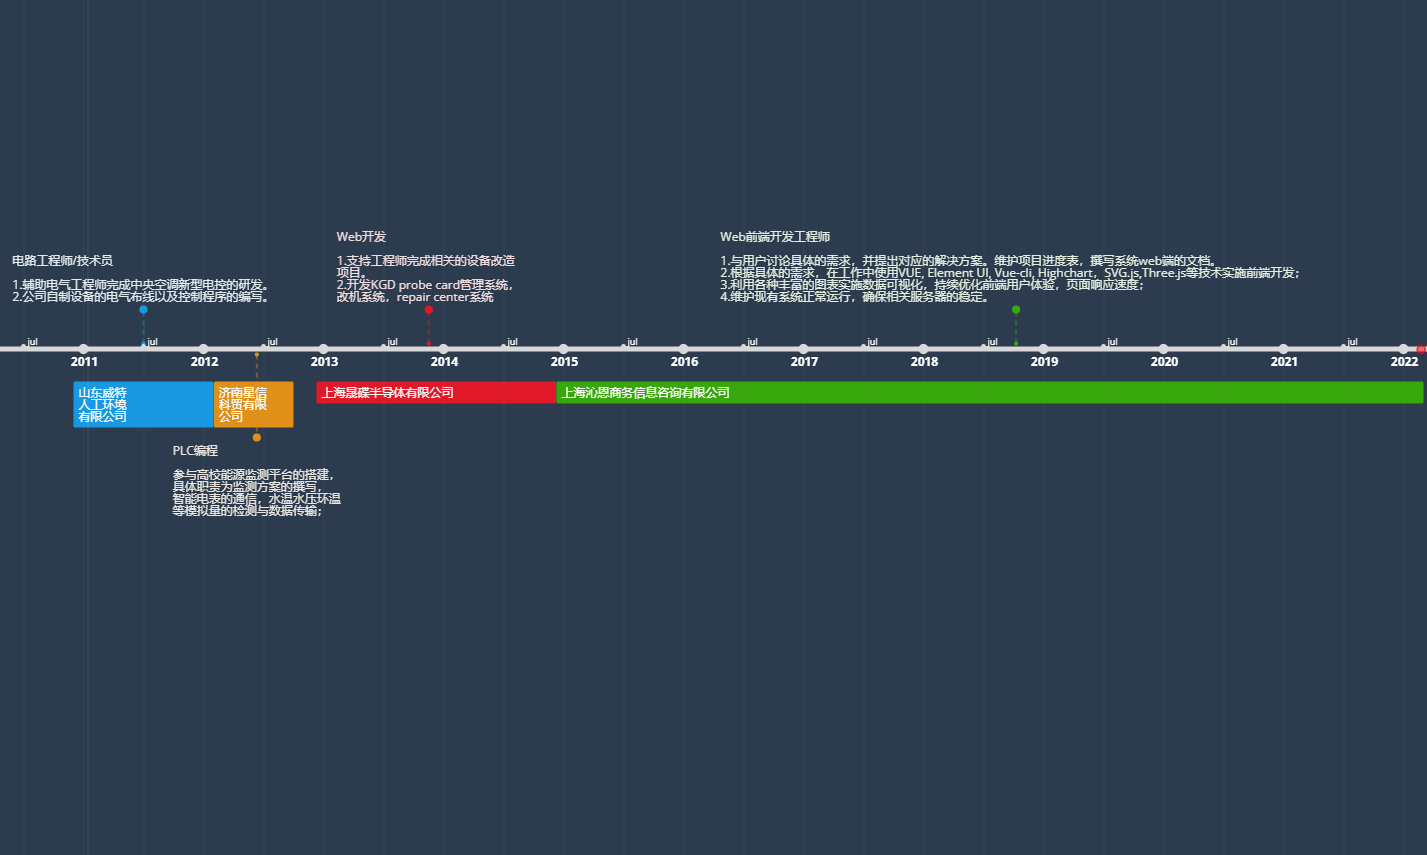 Web开发
Web前端开发工程师
电路工程师/技术员
1.支持工程师完成相关的设备改造
项目。
1.与用户讨论具体的需求，并提出对应的解决方案。维护项目进度表，撰写系统web端的文档。
2.根据具体的需求，在工作中使用VUE, Element UI, Vue-cli, Highchart，SVG.js,Three.js等技术实施前端开发；
1.辅助电气工程师完成中央空调新型电控的研发。
2.开发KGD probe card管理系统，
3.利用各种丰富的图表实施数据可视化，持续优化前端用户体验，页面响应速度；
2.公司自制设备的电气布线以及控制程序的编写。
改机系统，repair center系统
4.维护现有系统正常运行，确保相关服务器的稳定。
jul jul jul jul jul jul jul jul jul jul jul jul
2011 2012 2013 2014 2015 2016 2017 2018 2019 2020 2021 2022
山东威特
人工环境
有限公司
济南星信
科贸有限
公司
上海晟碟半导体有限公司
上海沁恩商务信息咨询有限公司
PLC编程
参与高校能源监测平台的搭建，
具体职责为监测方案的撰写，
智能电表的通信，水温水压环温
等模拟量的检测与数据传输；